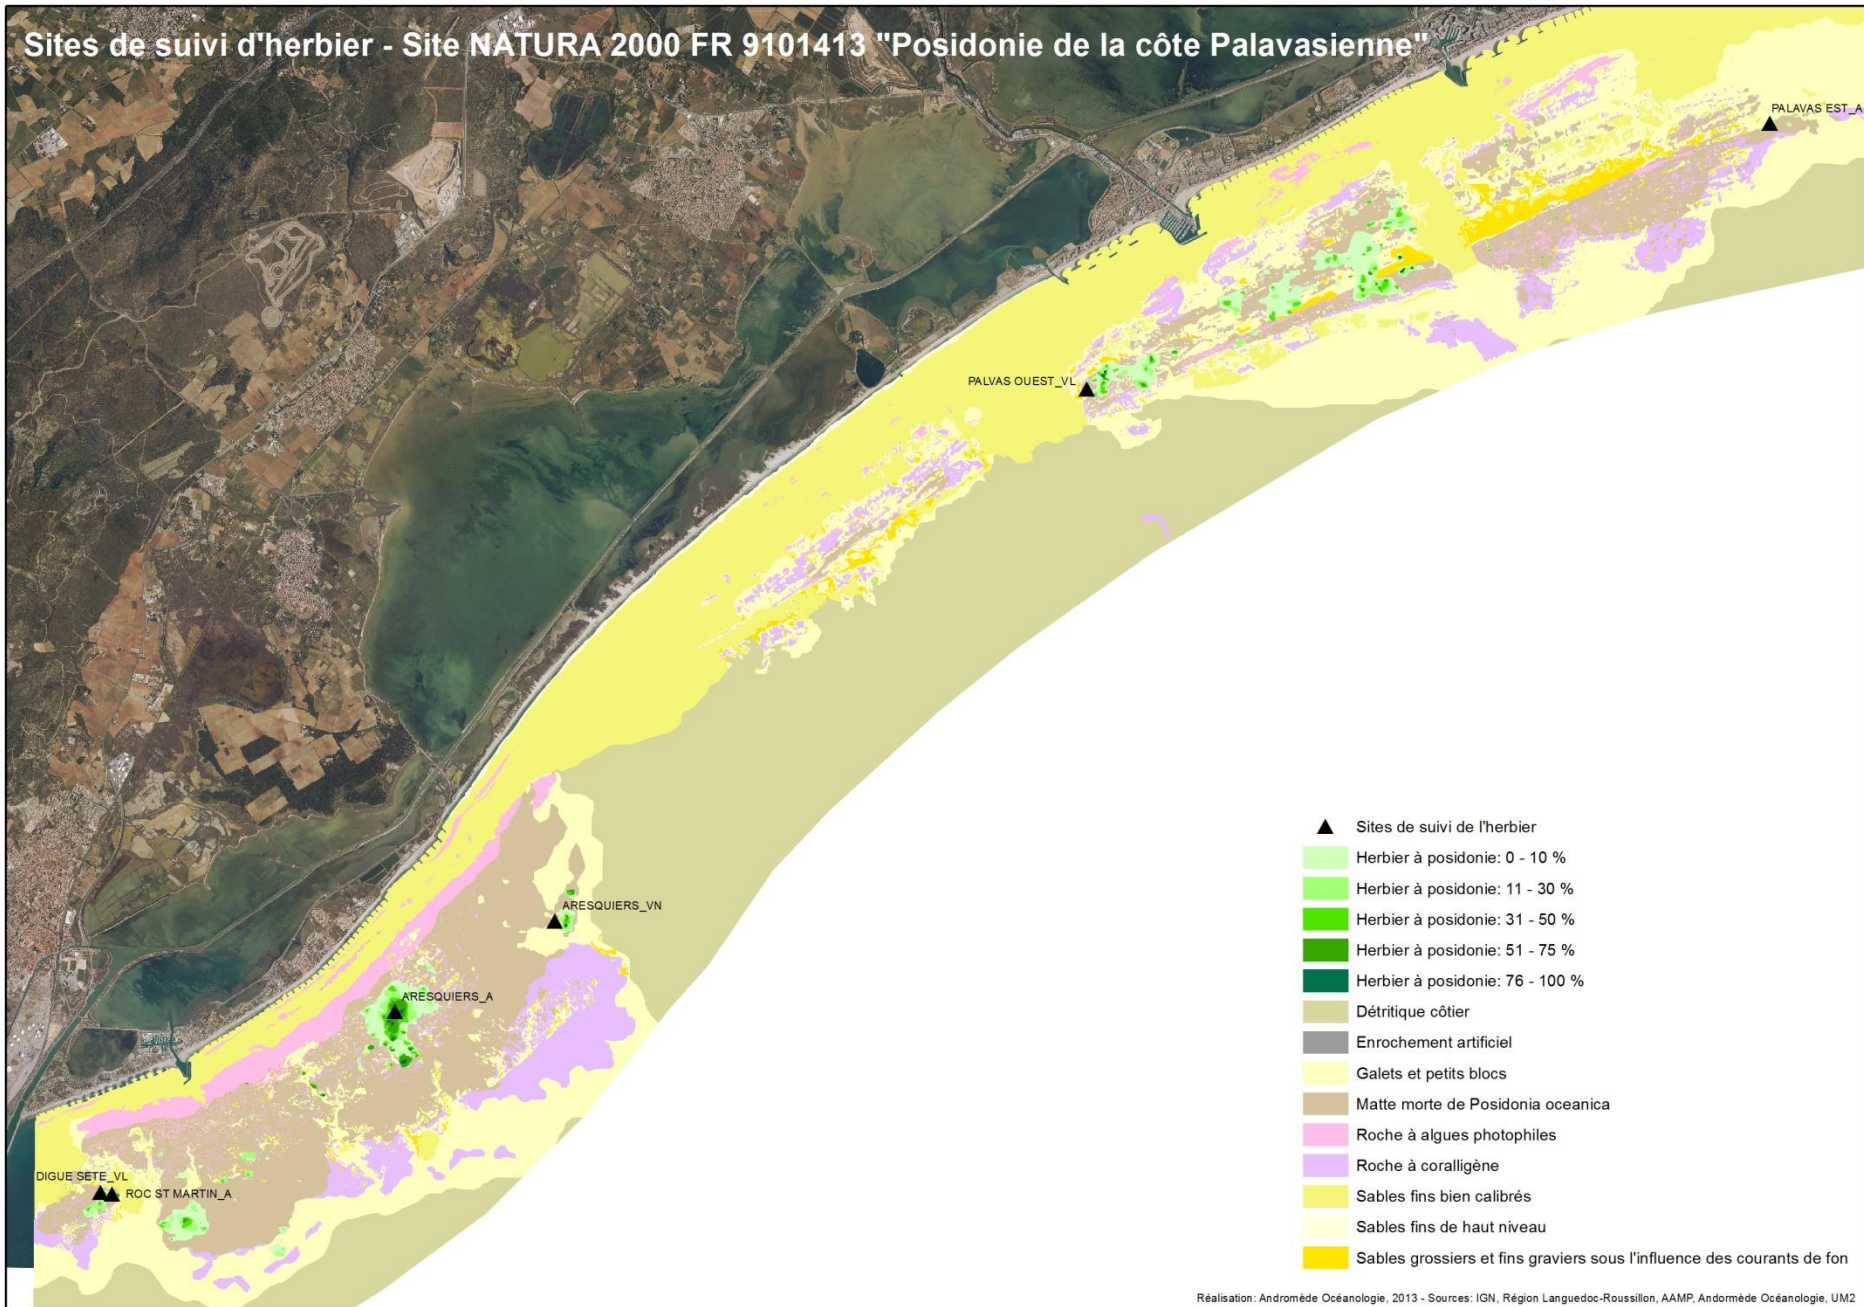 Sites de suivi d'herbier - Site NATURA 2000 FR 9101413 "Posidonie de la côte Palavasienne"
PALAVAS EST_A
PALVAS OUEST_VL
ARESQUIERS_VN
ARESQUIERS_A
DIGUE SETE_VL
ROC ST MARTIN_A
Sites de suivi de l'herbier
Herbier à posidonie: 0 - 10 %
Herbier à posidonie: 11 - 30 %
Herbier à posidonie: 31 - 50 %
Herbier à posidonie: 51 - 75 %
Herbier à posidonie: 76 - 100 %
Détritique côtier
Enrochement artificiel
Galets et petits blocs
Matte morte de Posidonia oceanica
Roche à algues photophiles
Roche à coralligène
Sables fins bien calibrés
Sables fins de haut niveau
Sables grossiers et fins graviers sous l'influence des courants de fon
Réalisation: Andromède Océanologie, 2013 - Sources: IGN, Région Languedoc-Roussillon, AAMP, Andormède Océanologie, UM2